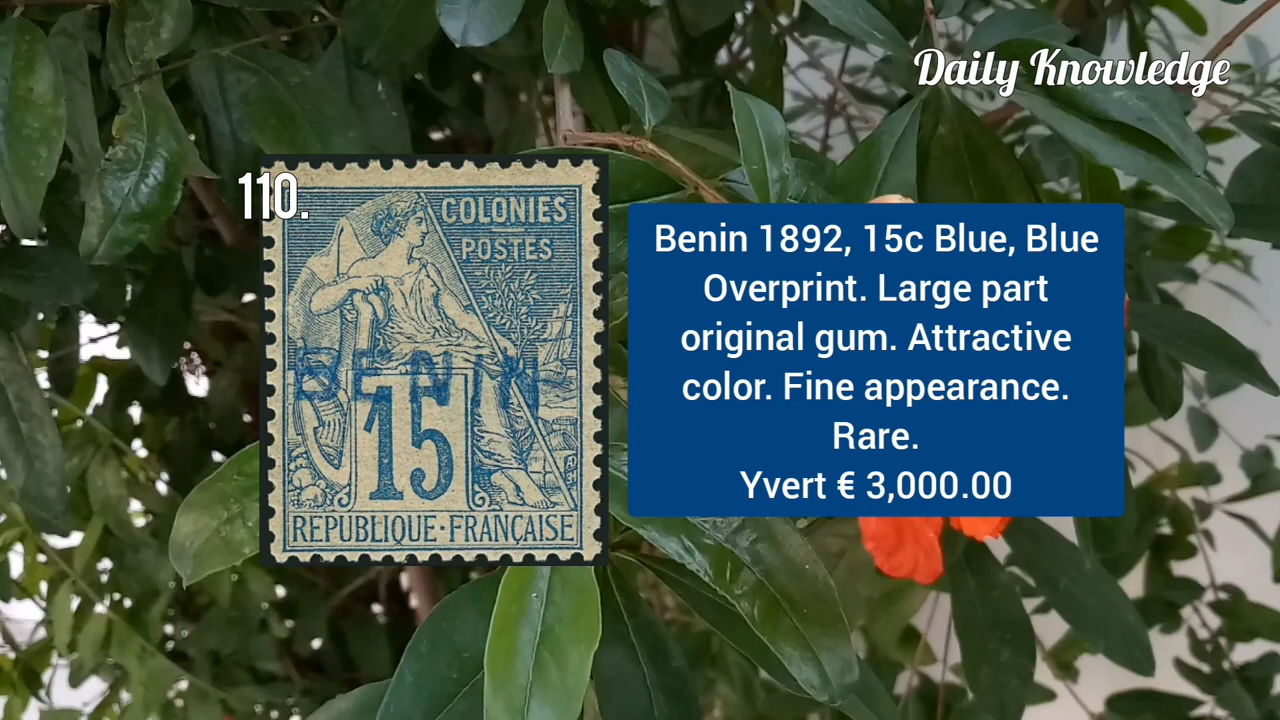 Daily Knowledge
110.
COLONIES
POSTES
BENIN
15
REPUBLIQUE·FRANÇAISE
Benin 1892, 15c Blue, Blue
Overprint. Large part
original gum. Attractive
color. Fine appearance.
Rare.
Yvert € 3,000.00